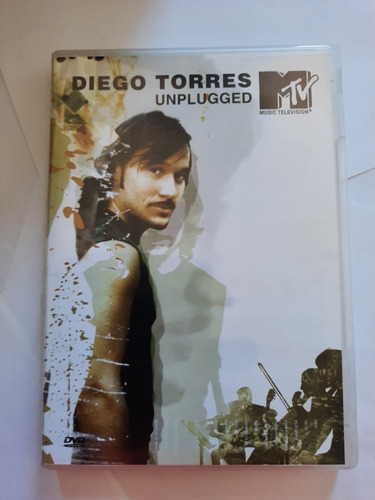 DIEGO TORRES
UNPLUGGED
MTV
MUSIC TELEVISION®
DVD